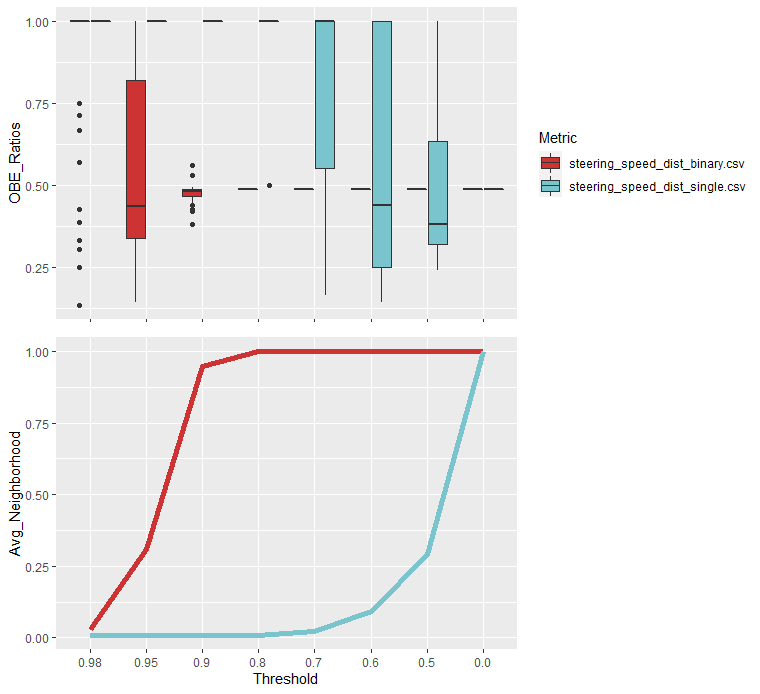 OBE_Ratios
1.00
0.75
0.50
0.25
Metric
steering_speed_dist_binary.csv
steering_speed_dist_single.csv
Avg_Neighborhood
1.00
0.75
0.50
0.25
0.00
0.98 0.95 0.9 0.8 0.7 0.6 0.5 0.0
Threshold